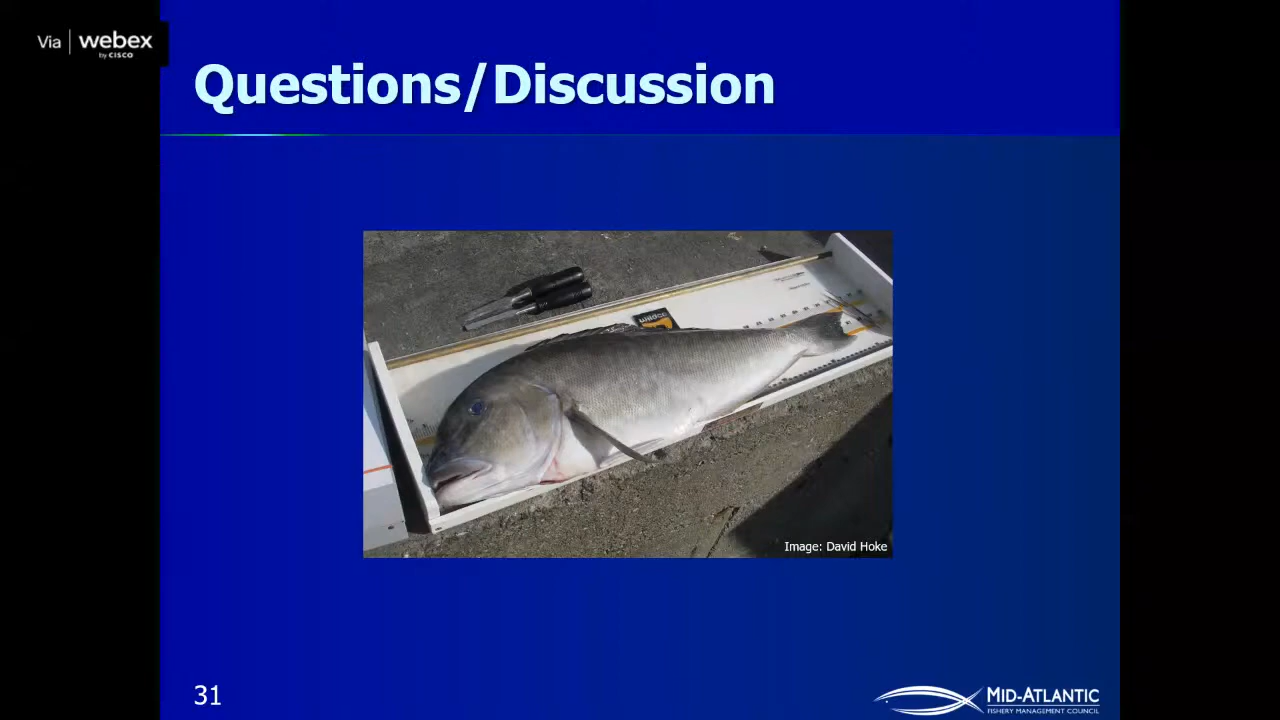 Via | webex
by CISCO
Questions/Discussion
Image: David Hoke
31
MID-ATLANTIC
FISHERY MANAGEMENT COUNCIL